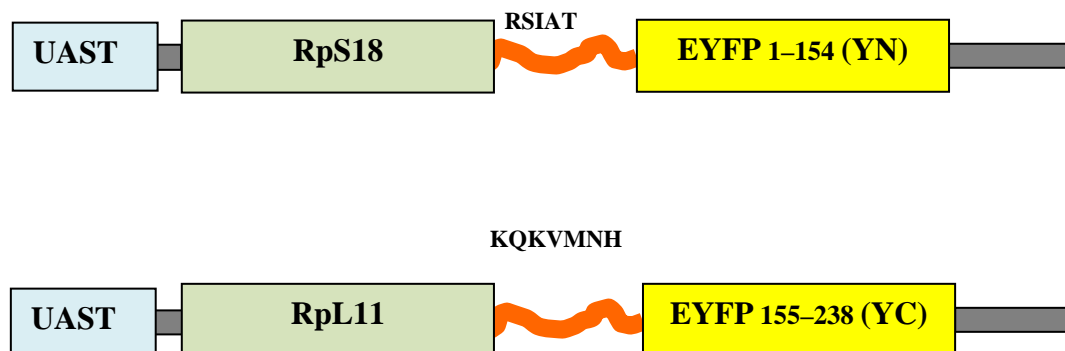 RSIAT
UAST RpS18 EYFP 1–154 (YN)
KQKVMNH
UAST RpL11 EYFP 155–238 (YC)